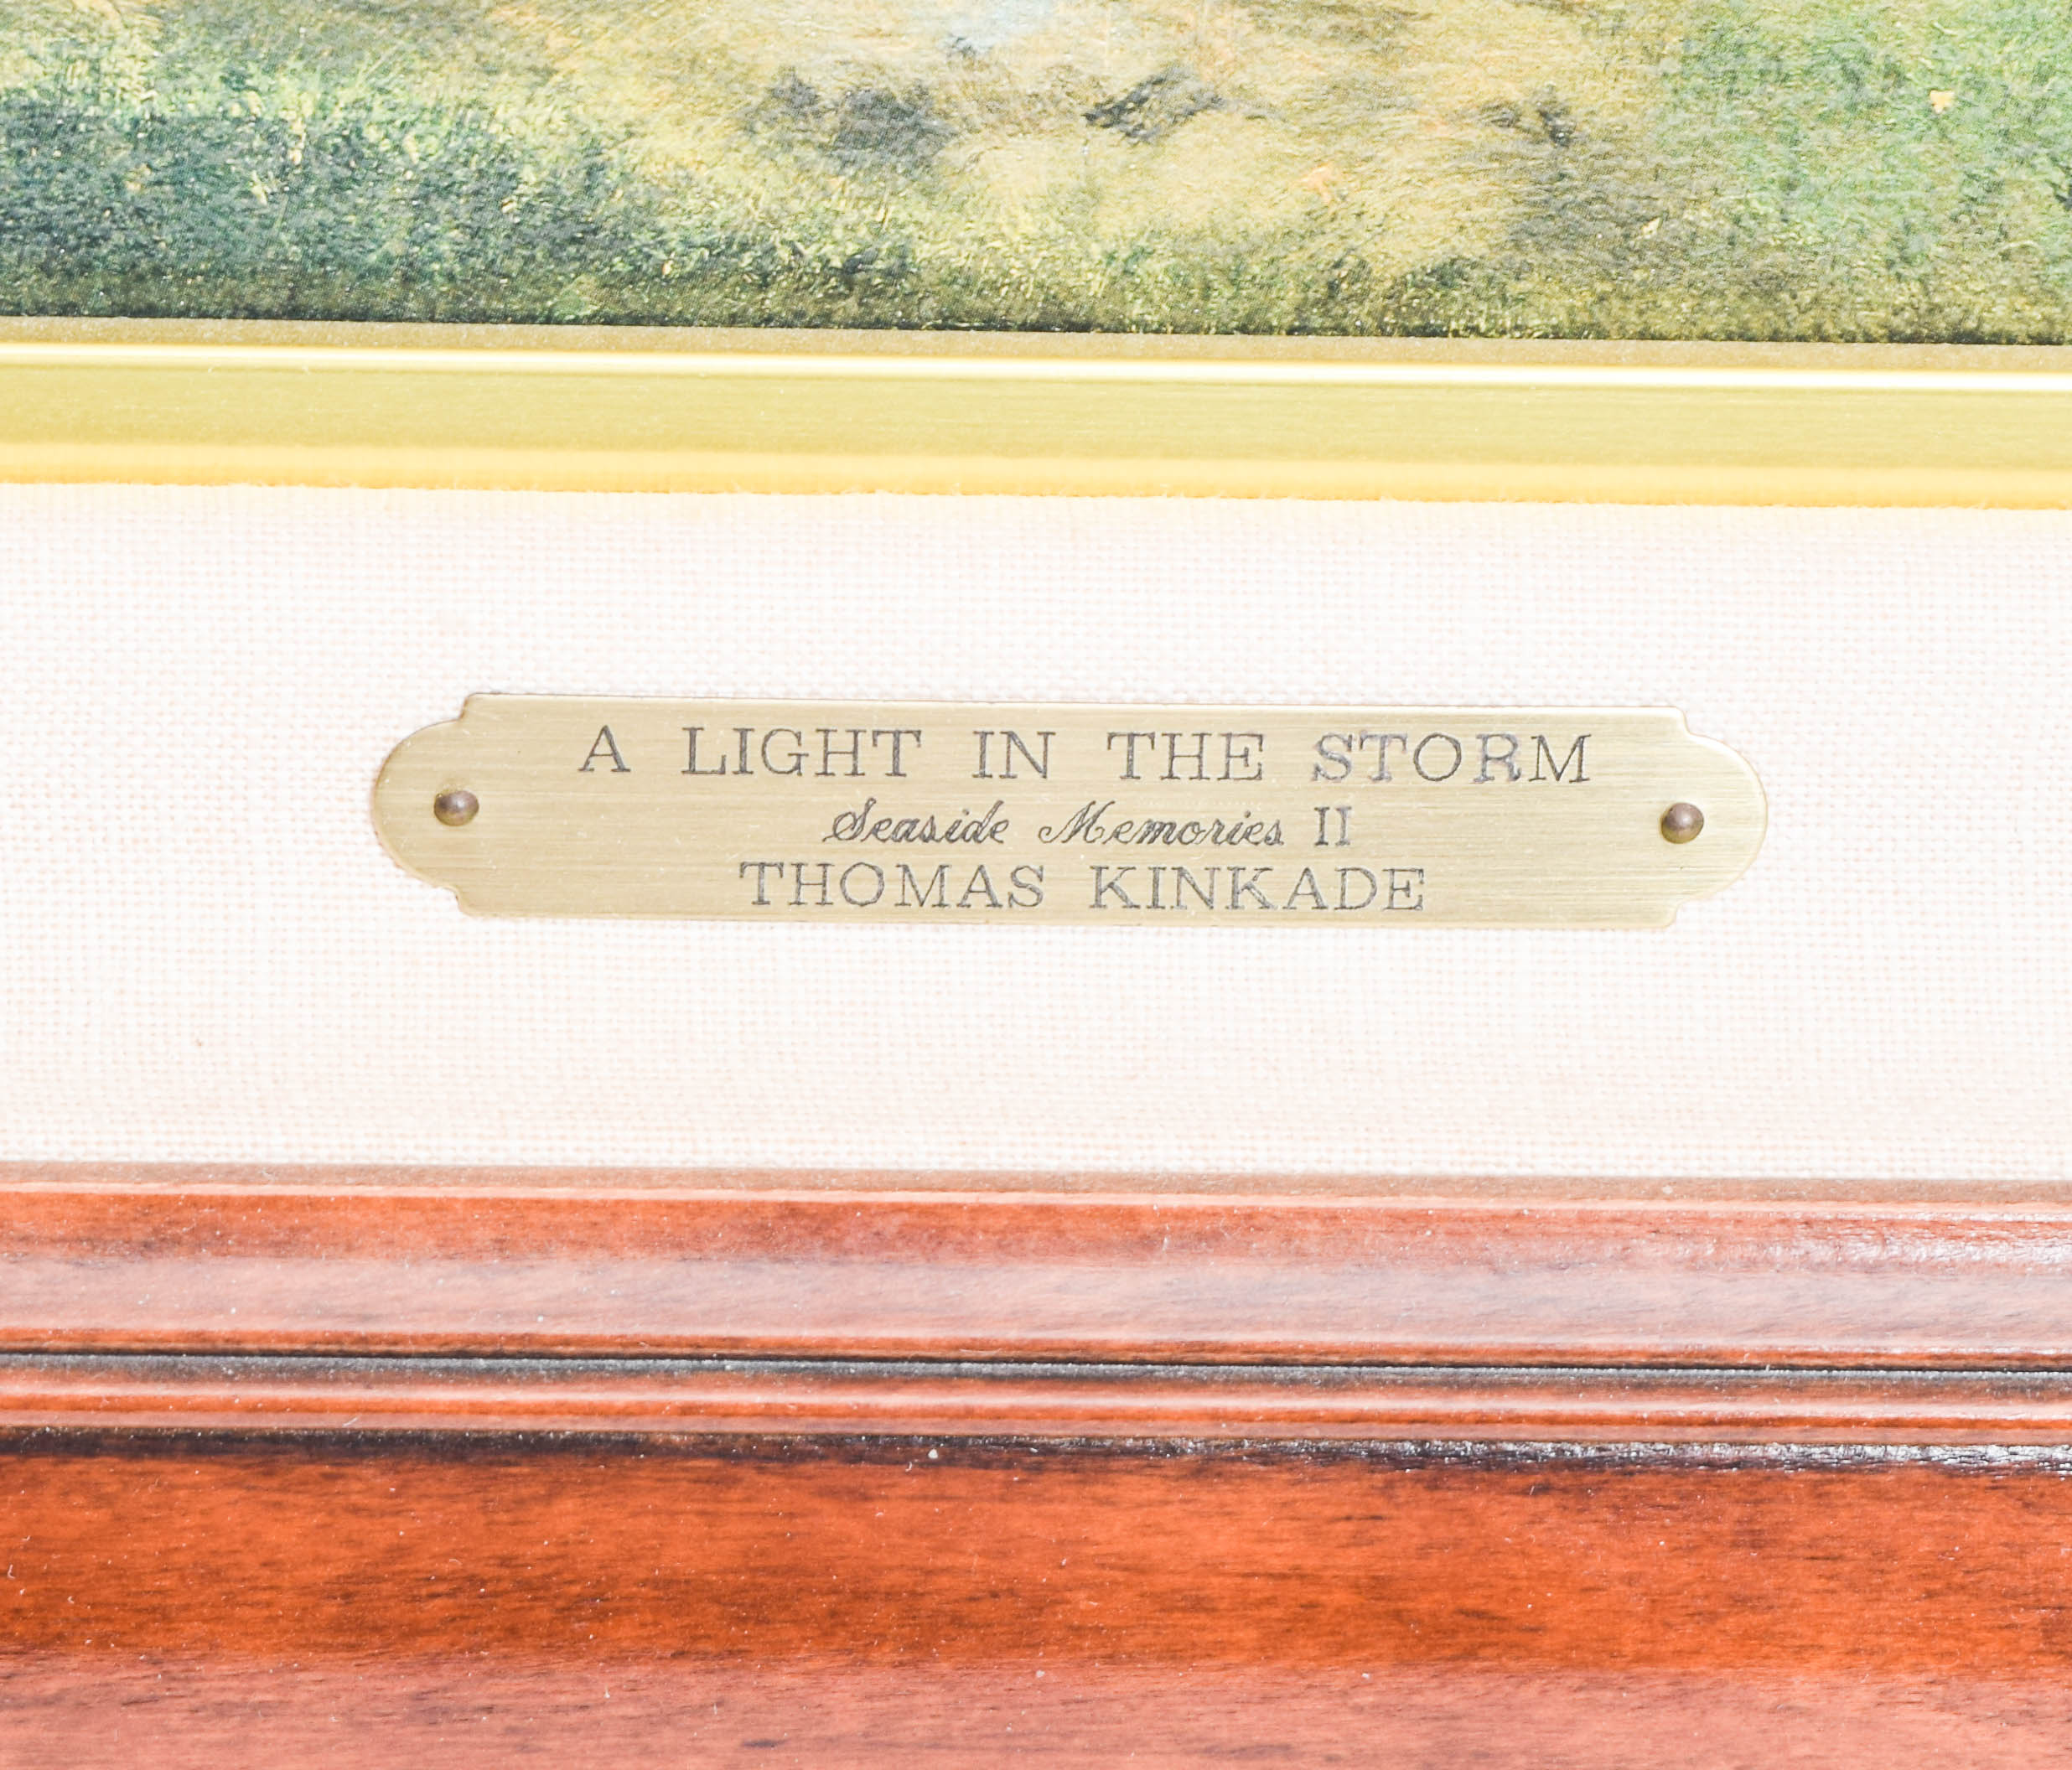 A LIGHT IN THE STORM
Seaside Memories II
THOMAS KINKADE